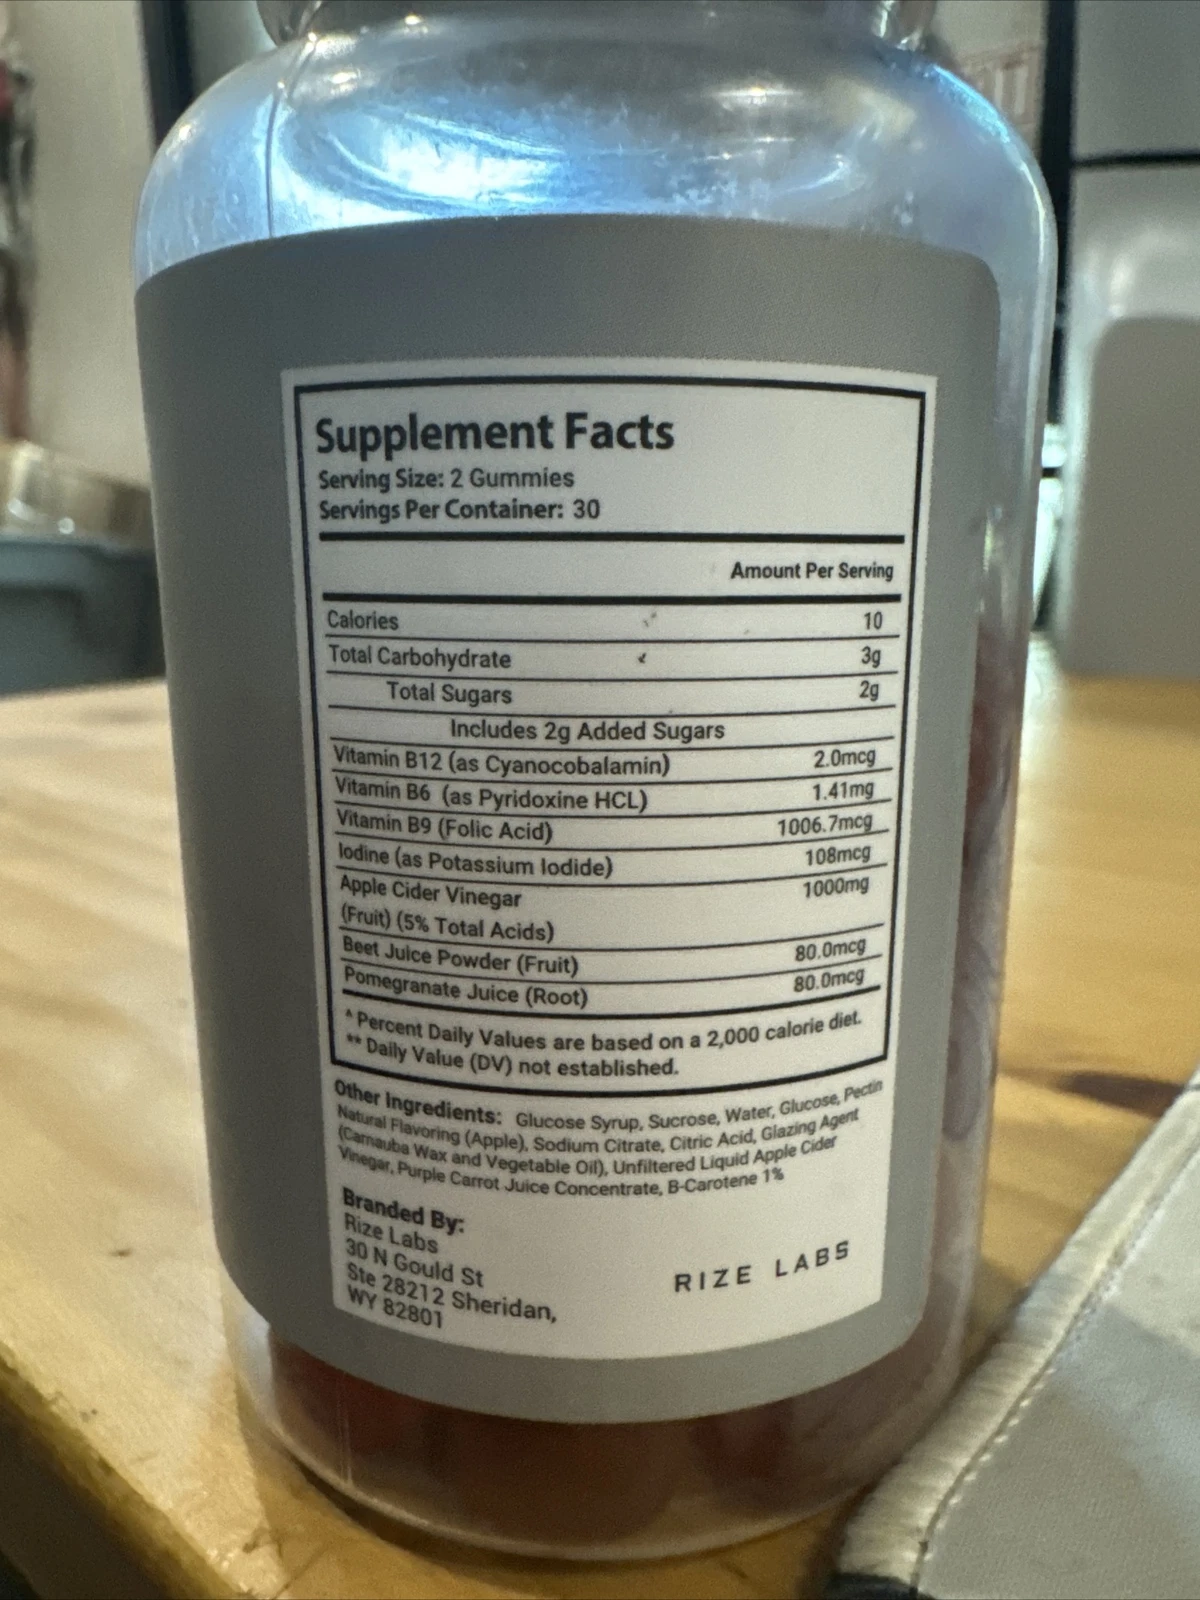 Supplement Facts
Serving Size: 2 Gummies
Servings Per Container: 30
Amount Per Serving
Calories 10
Total Carbohydrate 3g
Total Sugars 2g
Includes 2g Added Sugars
Vitamin B12 (as Cyanocobalamin) 2.0mcg
Vitamin B6 (as Pyridoxine HCL) 1.41mg
Vitamin B9 (Folic Acid) 1006.7mcg
Iodine (as Potassium Iodide) 108mcg
Apple Cider Vinegar 1000mg
(Fruit) (5% Total Acids)
Beet Juice Powder (Fruit) 80.0mcg
Pomegranate Juice (Root) 80.0mcg
^ Percent Daily Values are based on a 2,000 calorie diet.
** Daily Value (DV) not established.
Other Ingredients: Glucose Syrup, Sucrose, Water, Glucose, Pectin
Natural Flavoring (Apple), Sodium Citrate, Citric Acid, Glazing Agent
(Carnauba Wax and Vegetable Oil), Unfiltered Liquid Apple Cider
Vinegar, Purple Carrot Juice Concentrate, B-Carotene 1%
Branded By:
Rize Labs
30 N Gould St
Ste 28212 Sheridan,
WY 82801
RIZE LABS